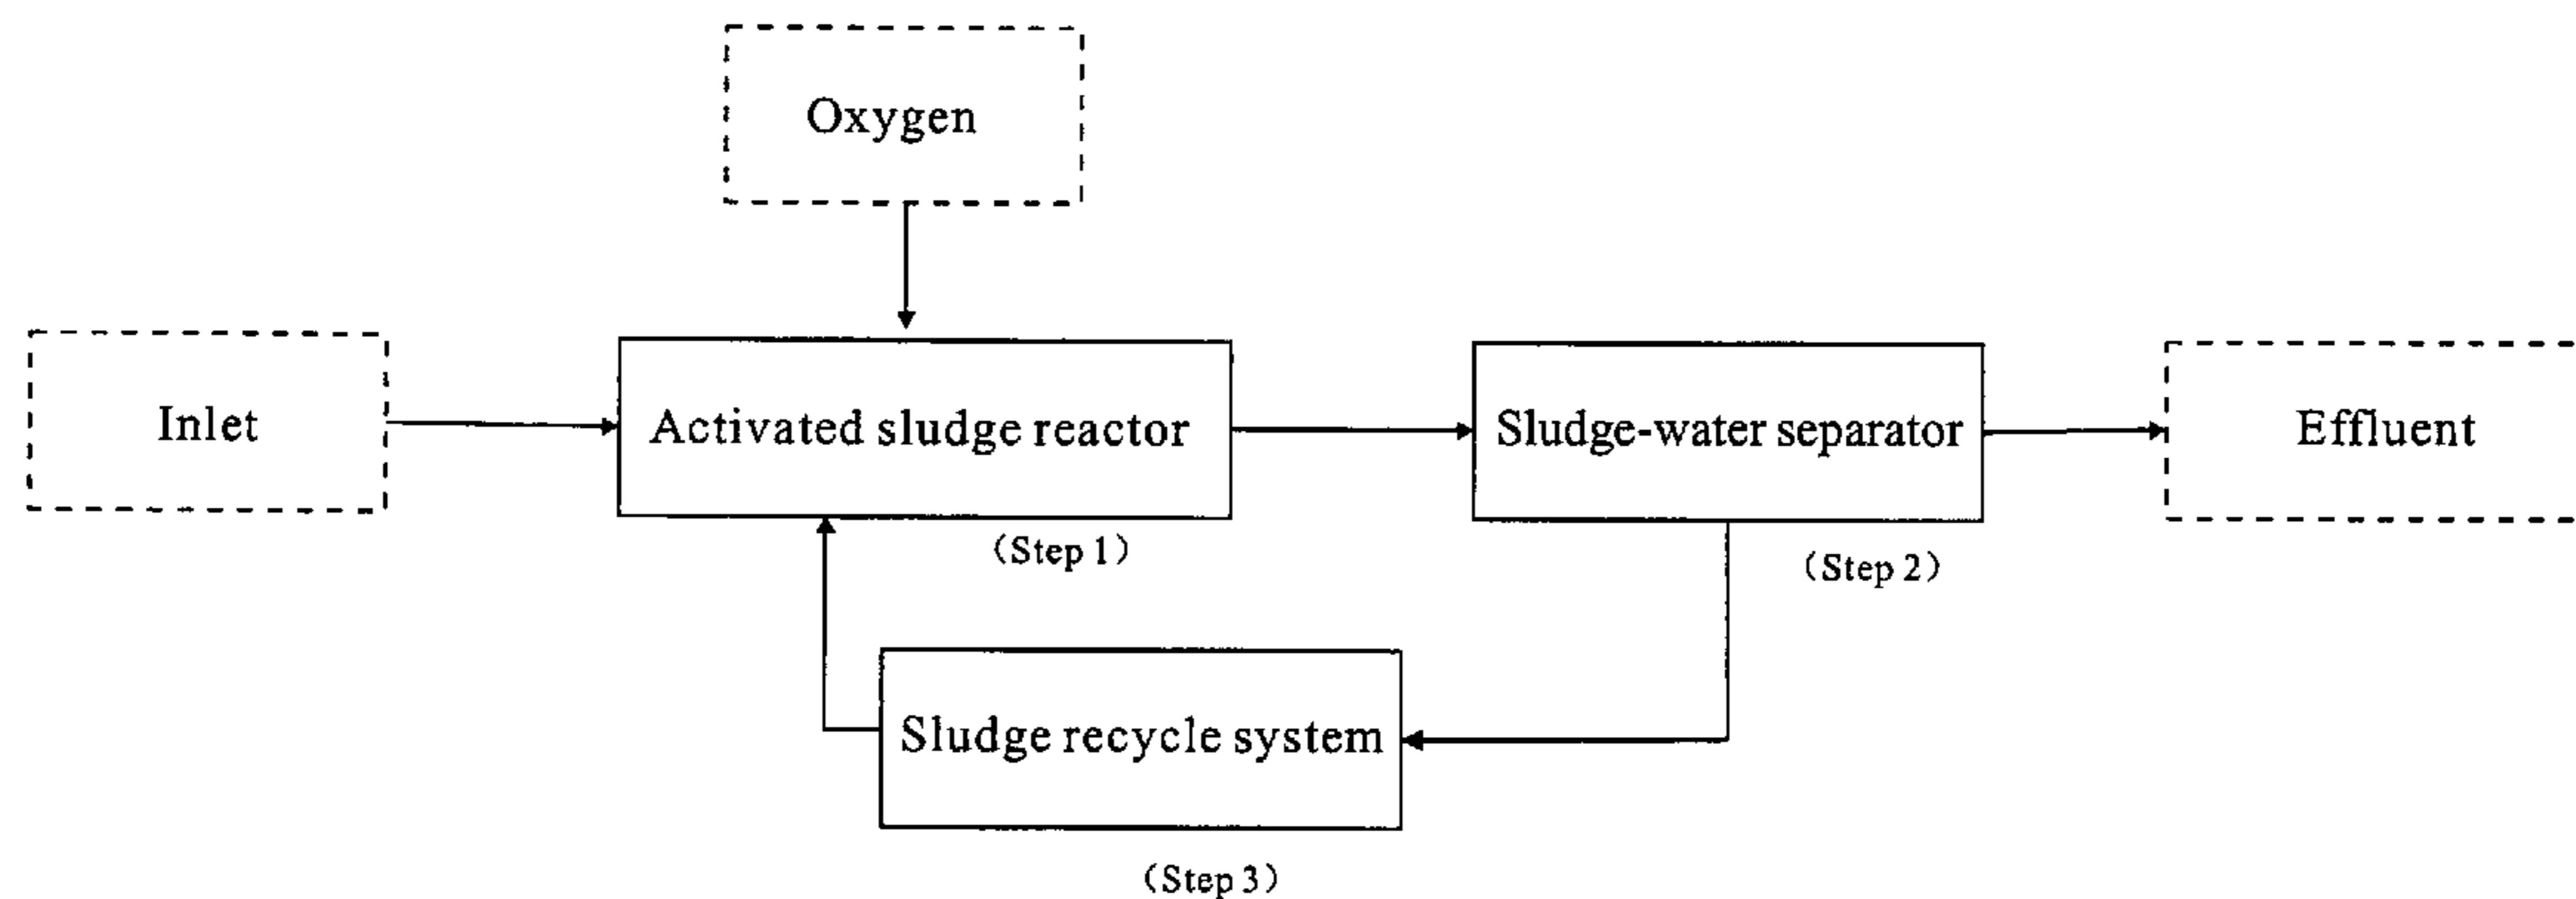 Oxygen
Inlet
Activated sludge reactor
Sludge-water separator
Effluent
(Step 1)
(Step 2)
Sludge recycle system
(Step 3)